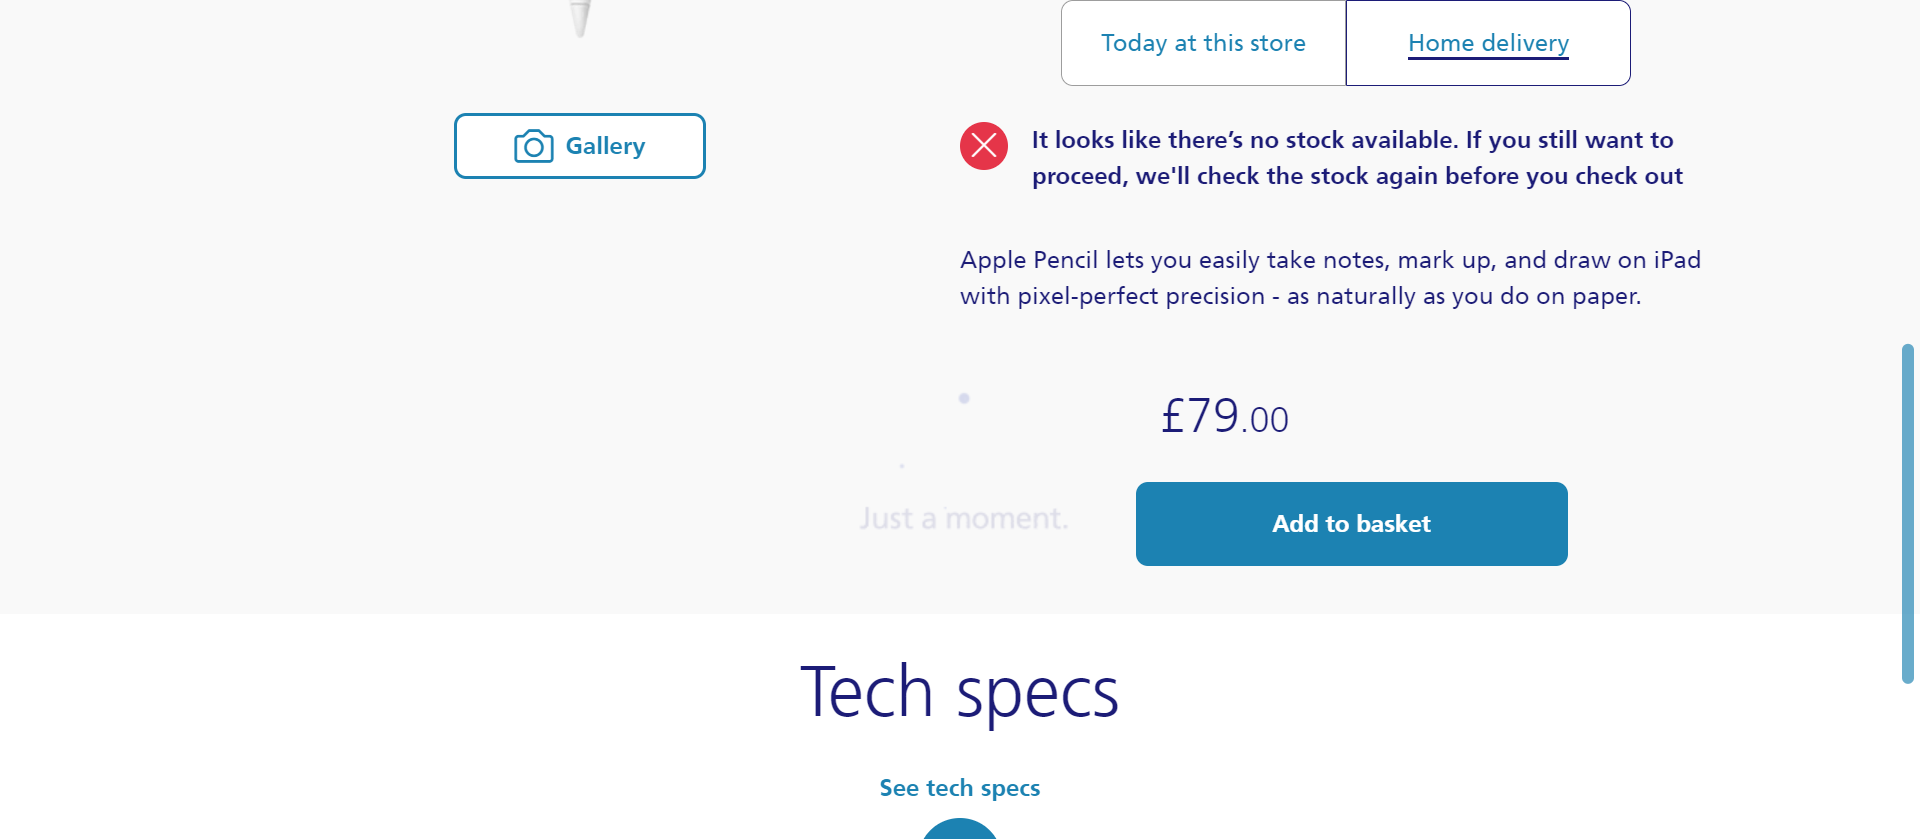 Today at this store
Home delivery
Gallery
It looks like there’s no stock available. If you still want to
proceed, we'll check the stock again before you check out
Apple Pencil lets you easily take notes, mark up, and draw on iPad
with pixel-perfect precision - as naturally as you do on paper.
£79.00
Just a moment.
Add to basket
Tech specs
See tech specs